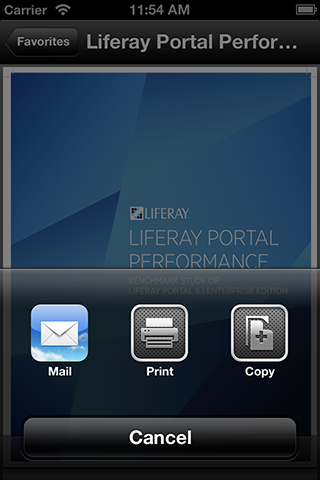 Carrier 11:54 AM
Favorites Liferay Portal Perfor...
LIFERAY
LIFERAY PORTAL
PERFORMANCE
BENCHMARK STUDY OF
LIFERAY PORTAL 6.1 ENTERPRISE EDITION
Mail Print Copy
Cancel